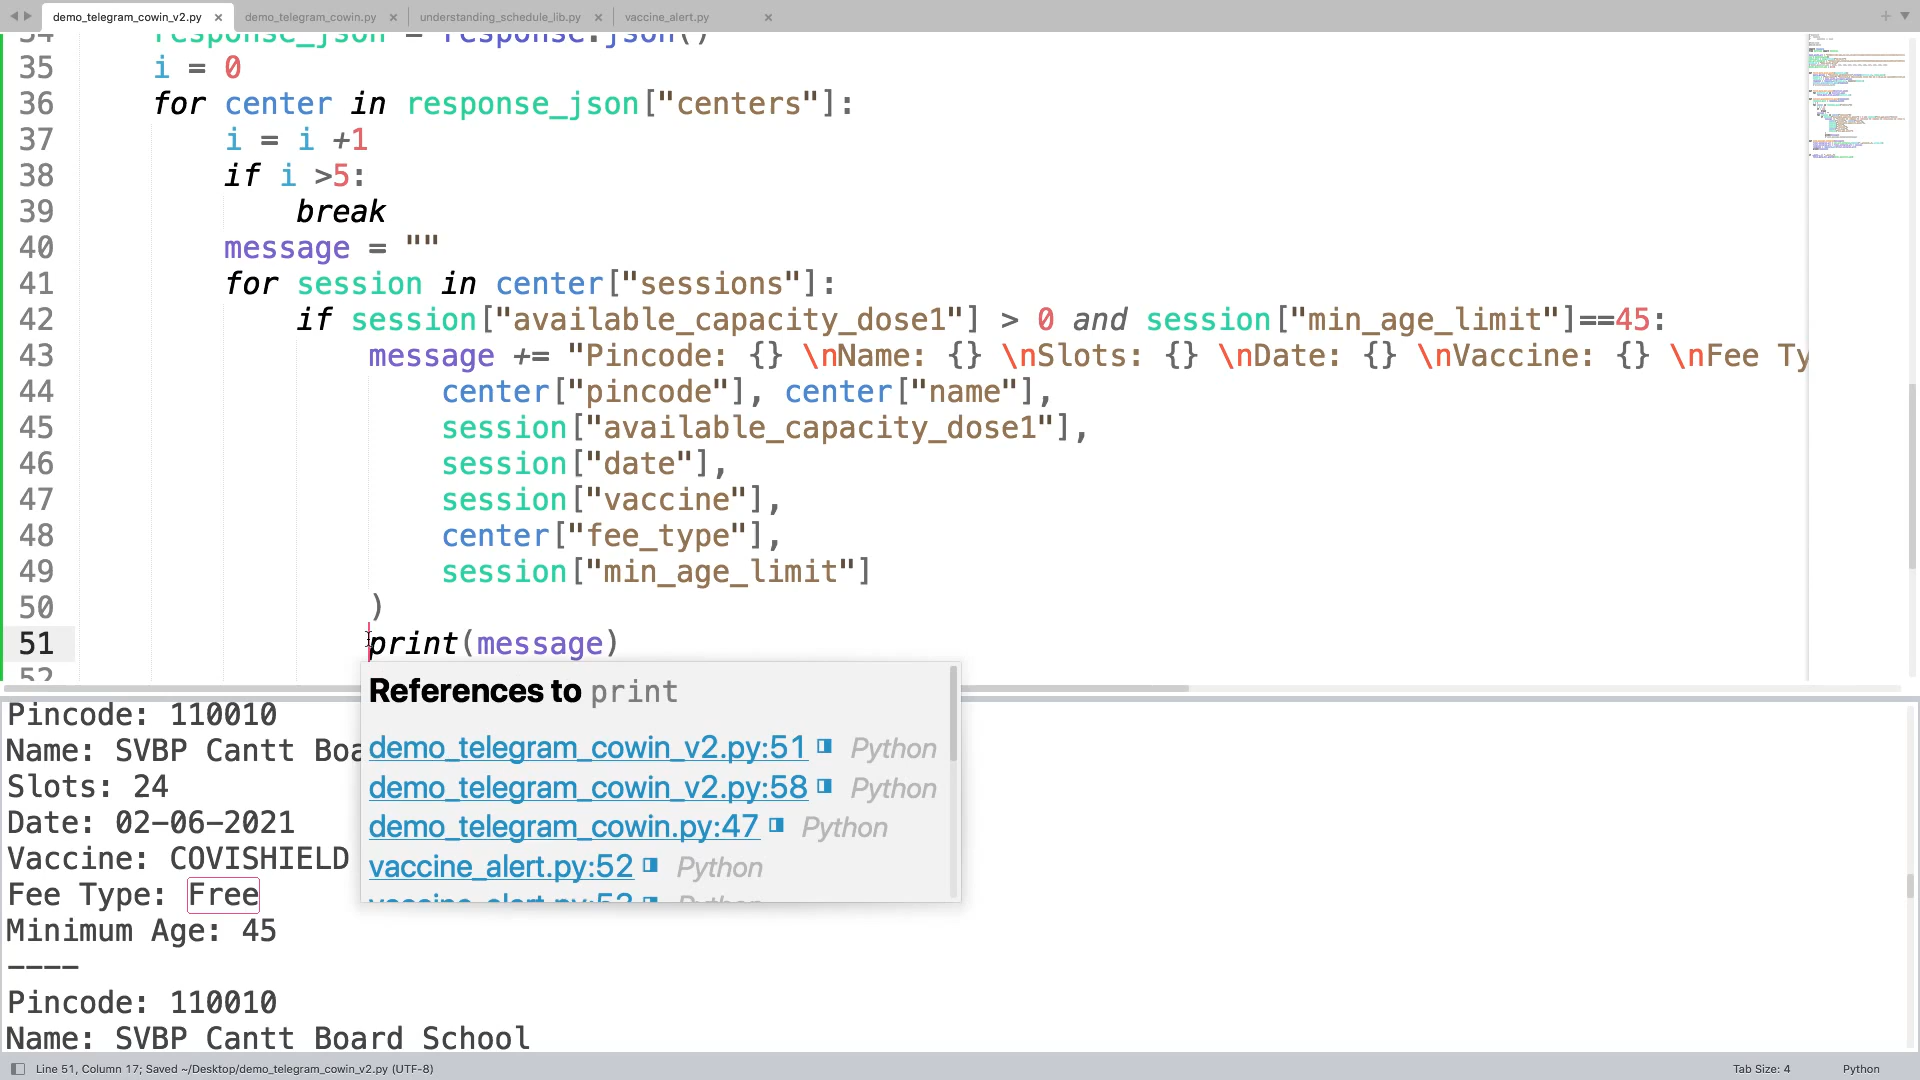 demo_telegram_cowin_v2.py × demo_telegram_cowin.py × understanding_schedule_lib.py × vaccine_alert.py ×
34 response_json = response.json()
35 i = 0
36 for center in response_json["centers"]:
37 i = i +1
38 if i >5:
39 break
40 message = ""
41 for session in center["sessions"]:
42 if session["available_capacity_dose1"] > 0 and session["min_age_limit"]==45:
43 message += "Pincode: {} \nName: {} \nSlots: {} \nDate: {} \nVaccine: {} \nFee Ty
44 center["pincode"], center["name"],
45 session["available_capacity_dose1"],
46 session["date"],
47 session["vaccine"],
48 center["fee_type"],
49 session["min_age_limit"]
50 )
51 print(message)
52
References to print
demo_telegram_cowin_v2.py:51 Python
demo_telegram_cowin_v2.py:58 Python
demo_telegram_cowin.py:47 Python
vaccine_alert.py:52 Python
Pincode: 110010
Name: SVBP Cantt Boa
Slots: 24
Date: 02-06-2021
Vaccine: COVISHIELD
Fee Type: Free
Minimum Age: 45
----
Pincode: 110010
Name: SVBP Cantt Board School
Line 51, Column 17; Saved ~/Desktop/demo_telegram_cowin_v2.py (UTF-8) Tab Size: 4 Python